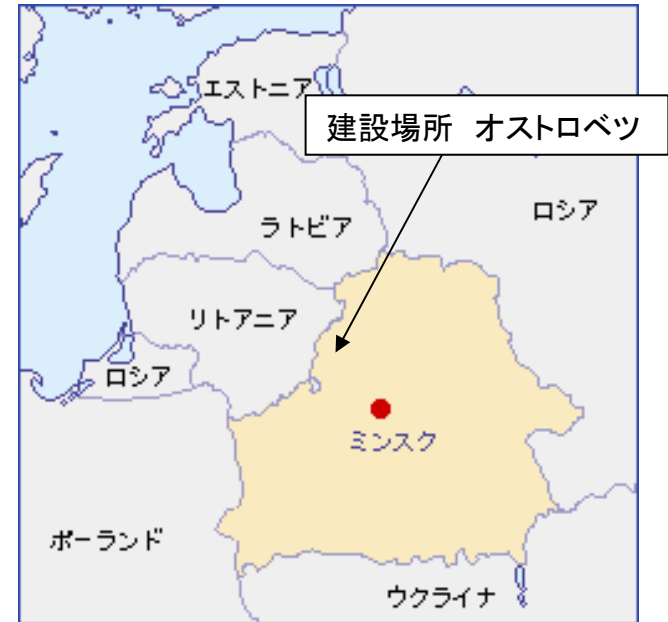 エストニア
建設場所 オストロベツ
ロシア
ラトビア
リトアニア
ロシア
ミンスク
ポーランド
ウクライナ